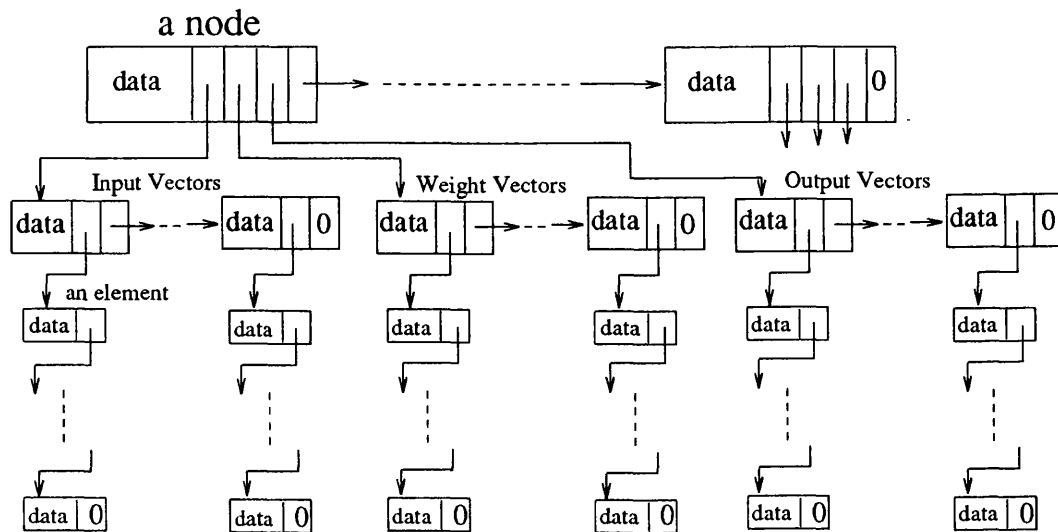 a node
data
data 0
Input Vectors
Weight Vectors
Output Vectors
data
data 0
data
data 0
data
data 0
an element
data
data
data
data
data
data
data 0
data 0
data 0
data 0
data 0
data 0